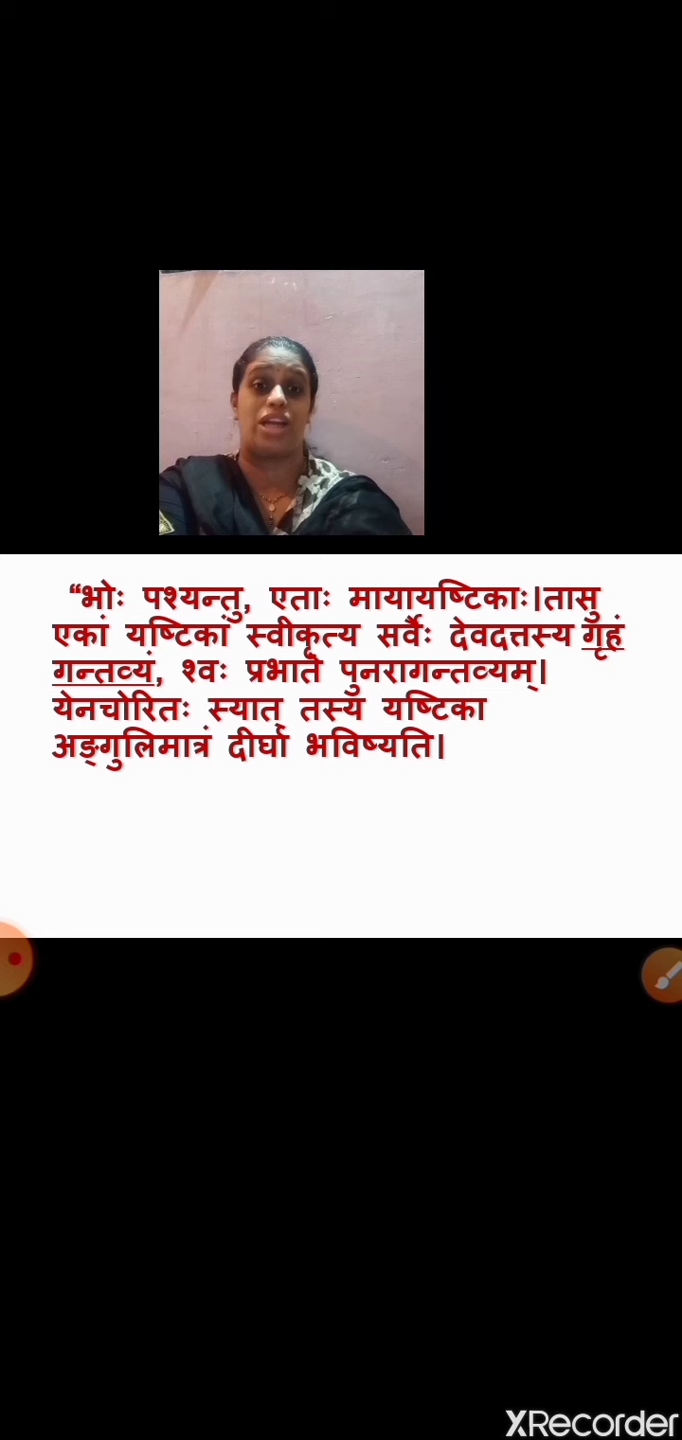 “भोः पश्यन्तु, एताः मायायष्टिकाः।तासु
एकां यष्टिकां स्वीकृत्य सर्वैः देवदत्तस्य गृहं
गन्तव्यं, श्वः प्रभाते पुनरागन्तव्यम्।
येनचोरितः स्यात् तस्य यष्टिका
अङ्गुलिमात्रं दीर्घा भविष्यति।
XRecorder